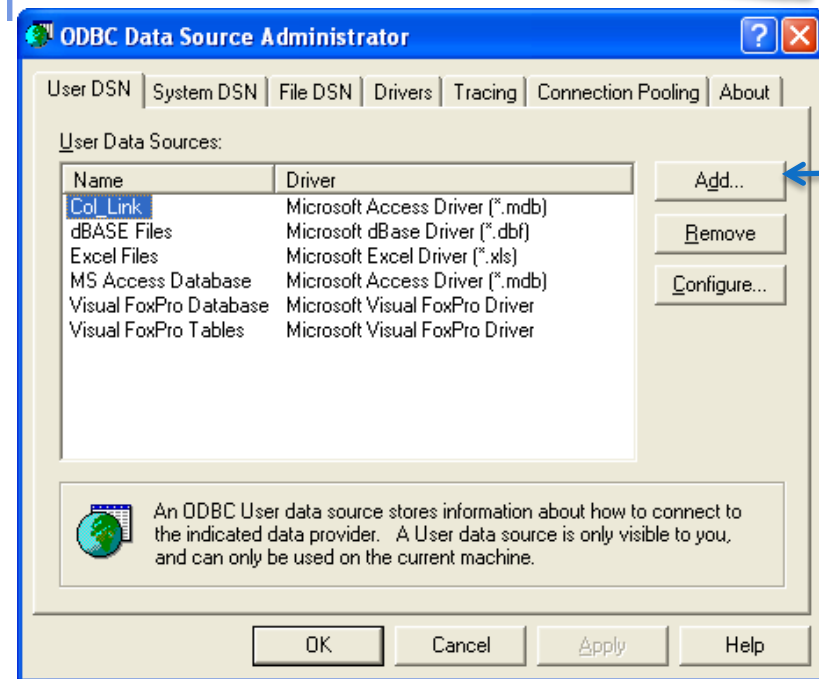 ODBC Data Source Administrator
User DSN System DSN File DSN Drivers Tracing Connection Pooling About
User Data Sources:
Name Driver
Col_Link Microsoft Access Driver (*.mdb)
dBASE Files Microsoft dBase Driver (*.dbf)
Excel Files Microsoft Excel Driver (*.xls)
MS Access Database Microsoft Access Driver (*.mdb)
Visual FoxPro Database Microsoft Visual FoxPro Driver
Visual FoxPro Tables Microsoft Visual FoxPro Driver
Add...
Remove
Configure...
An ODBC User data source stores information about how to connect to
the indicated data provider. A User data source is only visible to you,
and can only be used on the current machine.
OK Cancel Apply Help